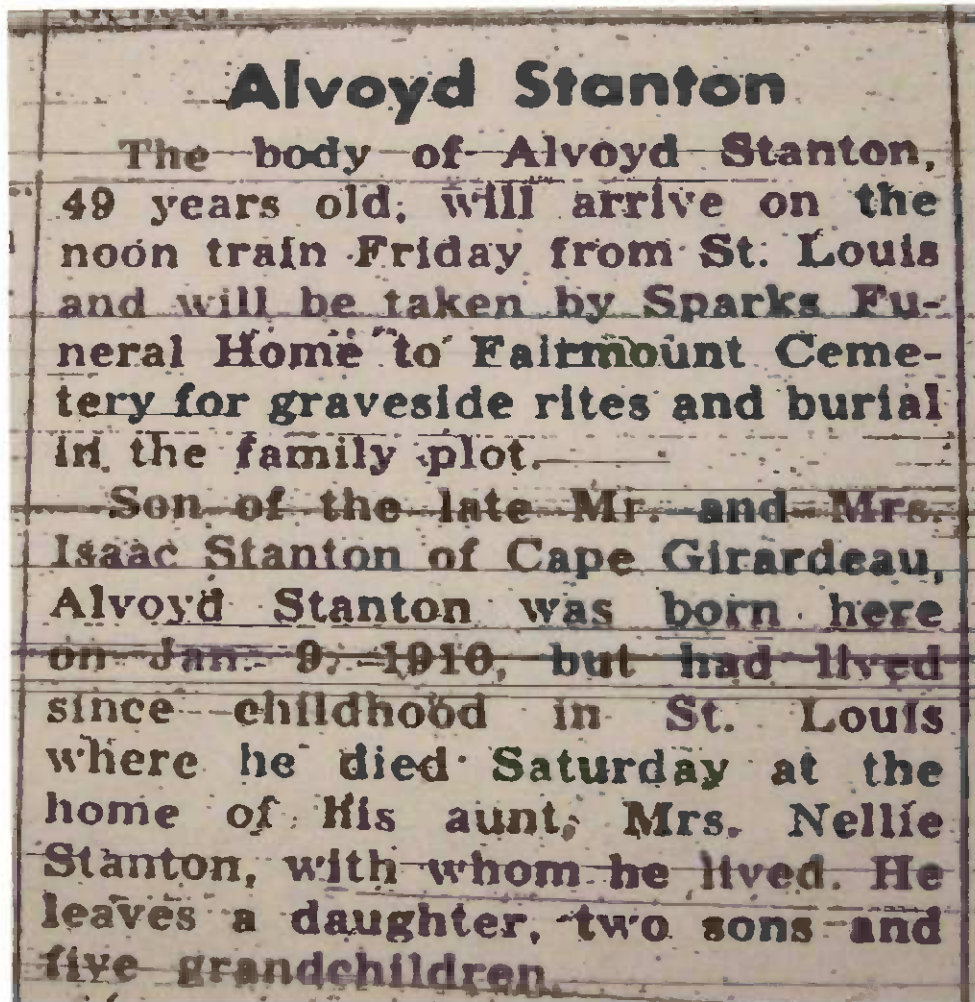 Alvoyd Stanton
The body of Alvoyd Stanton,
49 years old, will arrive on the
noon train Friday from St. Louis
and will be taken by Sparks Fu-
neral Home to Fairmount Ceme-
tery for graveside rites and burial
in the family plot.
Son of the late Mr. and Mrs.
Isaac Stanton of Cape Girardeau,
Alvoyd Stanton was born here
on Jan. 9, 1910, but had lived
since childhood in St. Louis
where he died Saturday at the
home of his aunt, Mrs. Nellie
Stanton, with whom he lived. He
leaves a daughter, two sons and
five grandchildren.